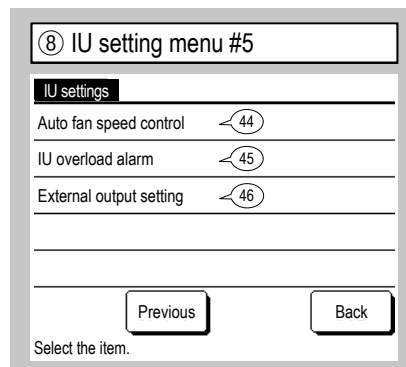 ⑧ IU setting menu #5
IU settings
Auto fan speed control 44
IU overload alarm 45
External output setting 46
Previous Back
Select the item.